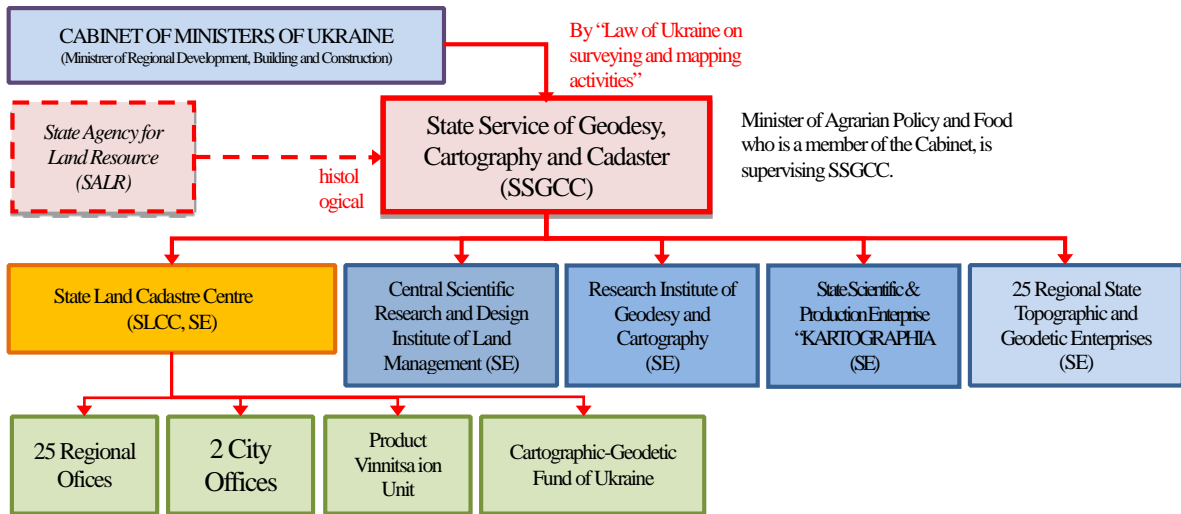 CABINET OF MINISTERS OF UKRAINE
(Minister of Regional Development, Building and Construction)
By “Law of Ukraine on
surveying and mapping
activities”
State Agency for
Land Resource
(SALR)
histol
ogical
State Service of Geodesy,
Cartography and Cadaster
(SSGCC)
Minister of Agrarian Policy and Food
who is a member of the Cabinet, is
supervising SSGCC.
State Land Cadastre Centre
(SLCC, SE)
Central Scientific
Research and Design
Institute of Land
Management (SE)
Research Institute of
Geodesy and
Cartography
(SE)
State Scientific &
Production Enterprise
“KARTOGRAPHIA
(SE)
25 Regional State
Topographic and
Geodetic Enterprises
(SE)
25 Regional
Ofices
2 City
Offices
Product
Vinnitsa ion
Unit
Cartographic-Geodetic
Fund of Ukraine